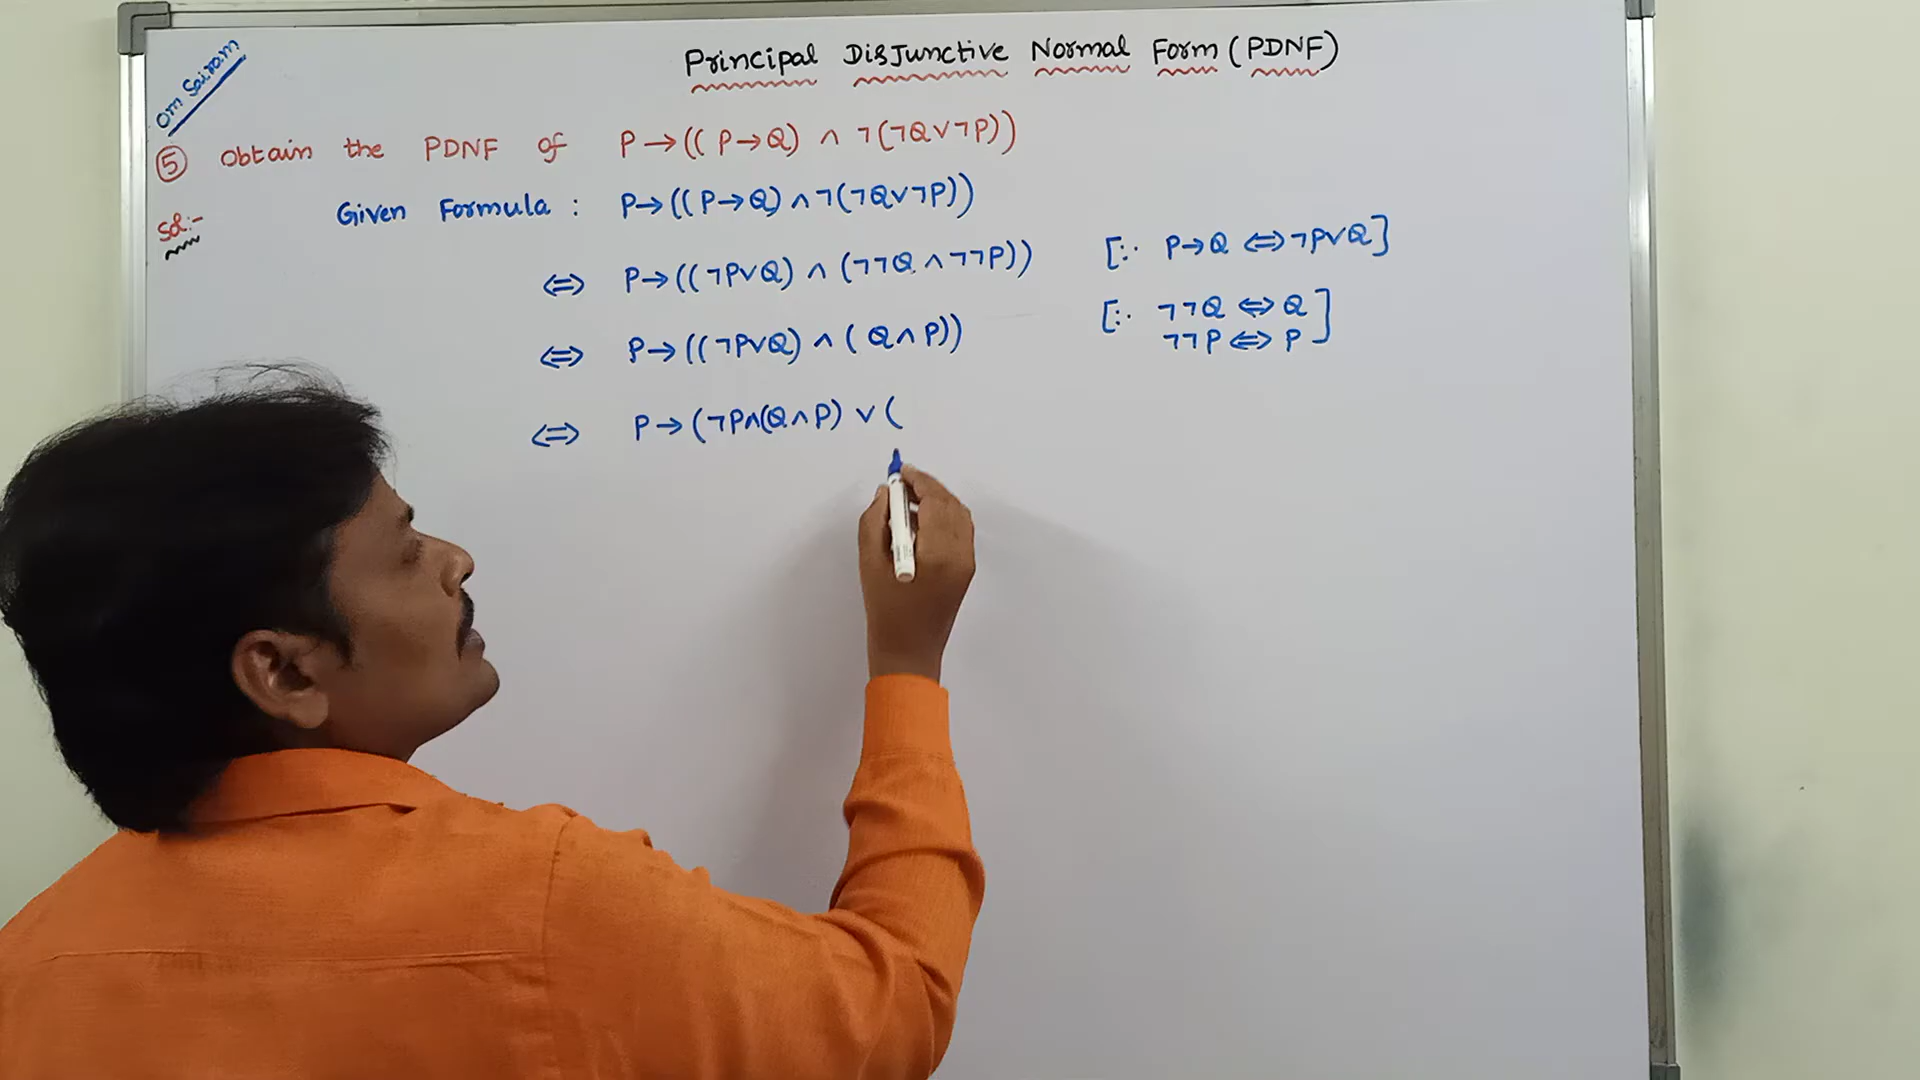 Principal Disjunctive Normal Form (PDNF)
Om Sairam
⑤ Obtain the PDNF of P→((P→Q) ∧ ¬(¬Q∨¬P))
Sol:- Given Formula : P→((P→Q)∧¬(¬Q∨¬P))
⇔ P→((¬P∨Q) ∧ (¬¬Q∧¬¬P)) [∵ P→Q ⇔¬P∨Q]
⇔ P→((¬P∨Q) ∧ (Q∧P)) [∵ ¬¬Q ⇔ Q
¬¬P ⇔ P]
⇔ P→(¬P∧(Q∧P) ∨ (